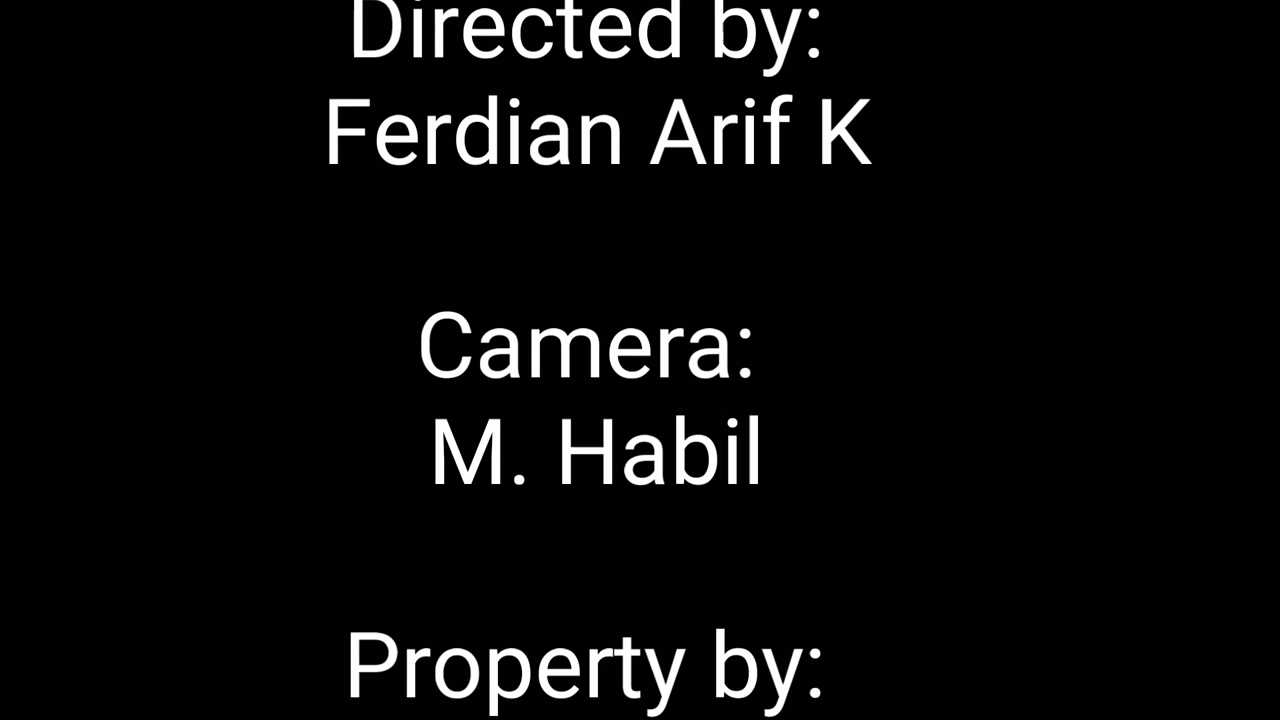 Directed by:
Ferdian Arif K
Camera:
M. Habil
Property by: